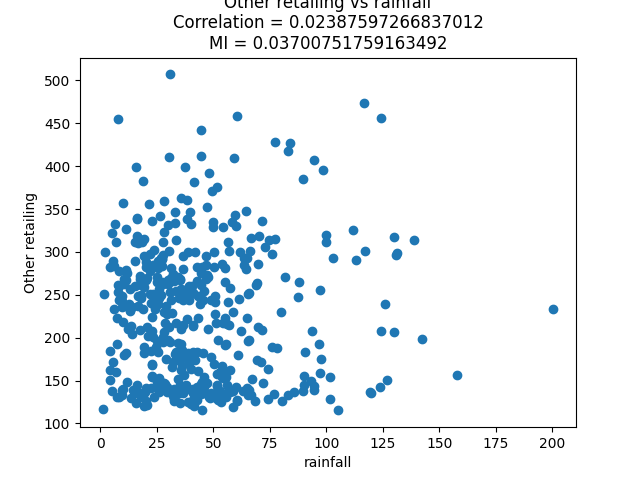 Other retailing vs rainfall
Correlation = 0.02387597266837012
MI = 0.03700751759163492
500
450
400
350
300
250
200
150
100
Other retailing
0 25 50 75 100 125 150 175 200
rainfall